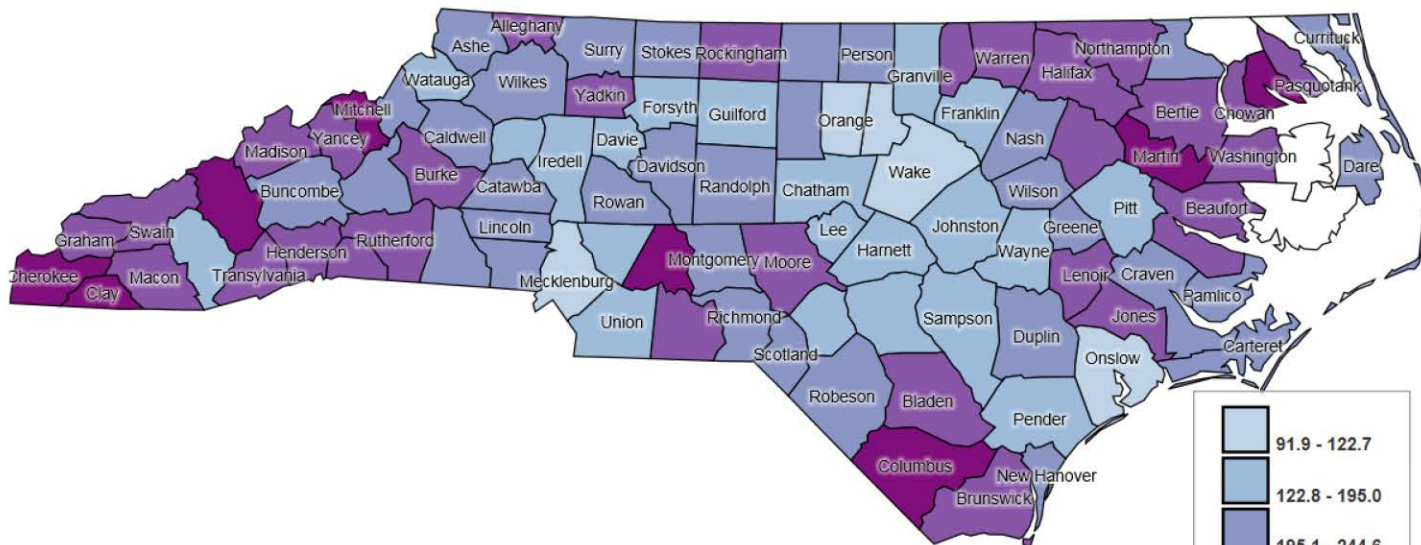 Alleghany
Ashe
Surry
Stokes
Rockingham
Person
Granville
Warren
Northampton
Currituck
Halifax
Watauga
Wilkes
Yadkin
Forsyth
Guilford
Orange
Franklin
Nash
Bertie
Chowan
Pasquotank
Mitchell
Yancey
Caldwell
Davie
Iredell
Madison
Buncombe
Burke
Catawba
Davidson
Randolph
Chatham
Wake
Wilson
Martin
Washington
Dare
Rowan
Johnston
Pitt
Beaufort
Swain
Graham
Henderson
Rutherford
Lincoln
Lee
Harnett
Wayne
Greene
Cherokee
Clay
Macon
Transylvania
Mecklenburg
Montgomery
Moore
Lenoir
Craven
Pamlico
Union
Richmond
Sampson
Duplin
Jones
Scotland
Onslow
Carteret
Robeson
Bladen
Pender
Columbus
New Hanover
Brunswick
91.9 - 122.7
122.8 - 195.0
195.1 - 244.6